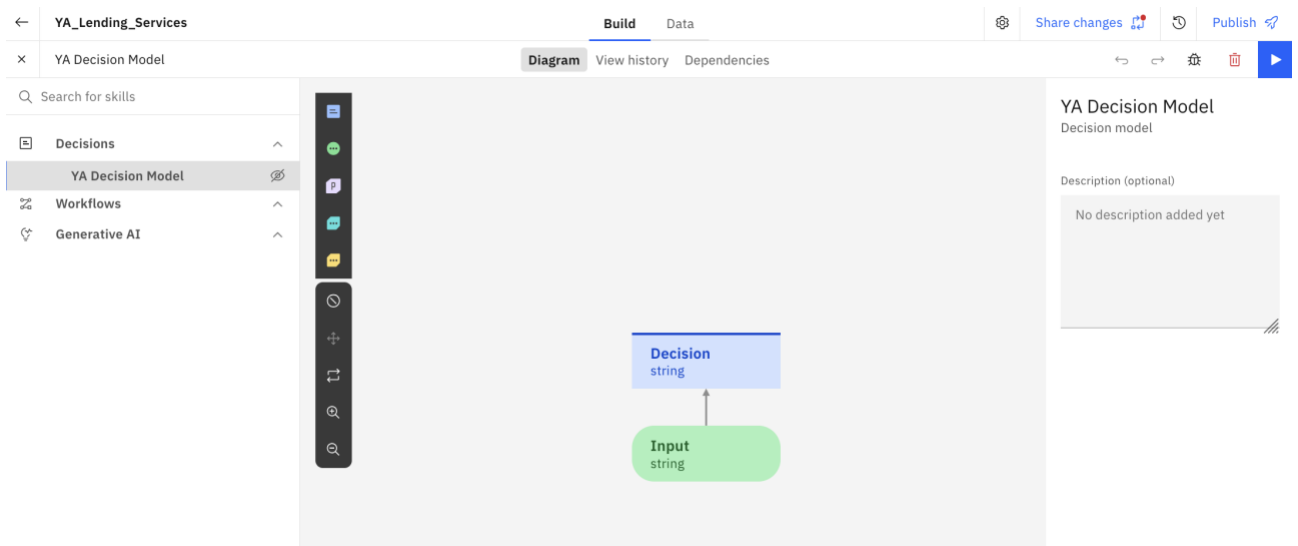 YA_Lending_Services
Build
Data
Share changes
Publish
YA Decision Model
Diagram
View history
Dependencies
Search for skills
Decisions
YA Decision Model
Workflows
Generative AI
P
Decision
string
Input
string
YA Decision Model
Decision model
Description (optional)
No description added yet